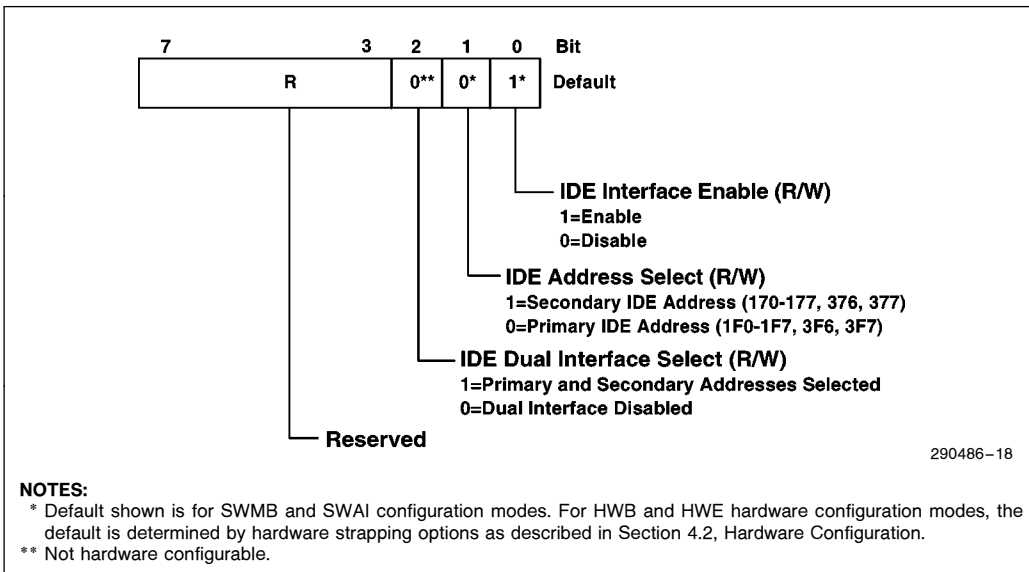 7 3 2 1 0 Bit
R 0** 0* 1* Default
IDE Interface Enable (R/W)
1=Enable
0=Disable
IDE Address Select (R/W)
1=Secondary IDE Address (170-177, 376, 377)
0=Primary IDE Address (1F0-1F7, 3F6, 3F7)
IDE Dual Interface Select (R/W)
1=Primary and Secondary Addresses Selected
0=Dual Interface Disabled
Reserved
290486–18
NOTES:
* Default shown is for SWMB and SWAI configuration modes. For HWB and HWE hardware configuration modes, the
default is determined by hardware strapping options as described in Section 4.2, Hardware Configuration.
** Not hardware configurable.